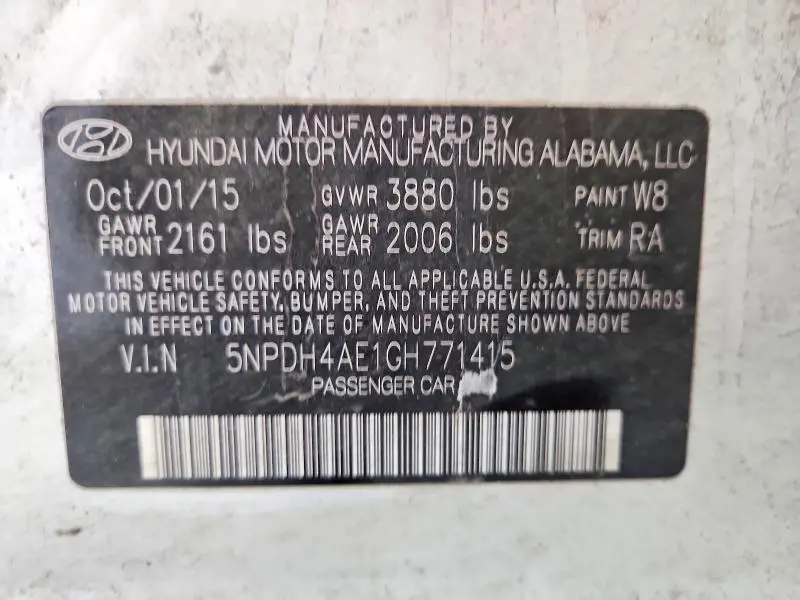 MANUFACTURED BY
HYUNDAI MOTOR MANUFACTURING ALABAMA, LLC
Oct/01/15 GVWR 3880 lbs PAINT W8
GAWR FRONT 2161 lbs GAWR REAR 2006 lbs TRIM RA
THIS VEHICLE CONFORMS TO ALL APPLICABLE U.S.A. FEDERAL
MOTOR VEHICLE SAFETY, BUMPER, AND THEFT PREVENTION STANDARDS
IN EFFECT ON THE DATE OF MANUFACTURE SHOWN ABOVE
V.I.N 5NPDH4AE1GH771415
PASSENGER CAR